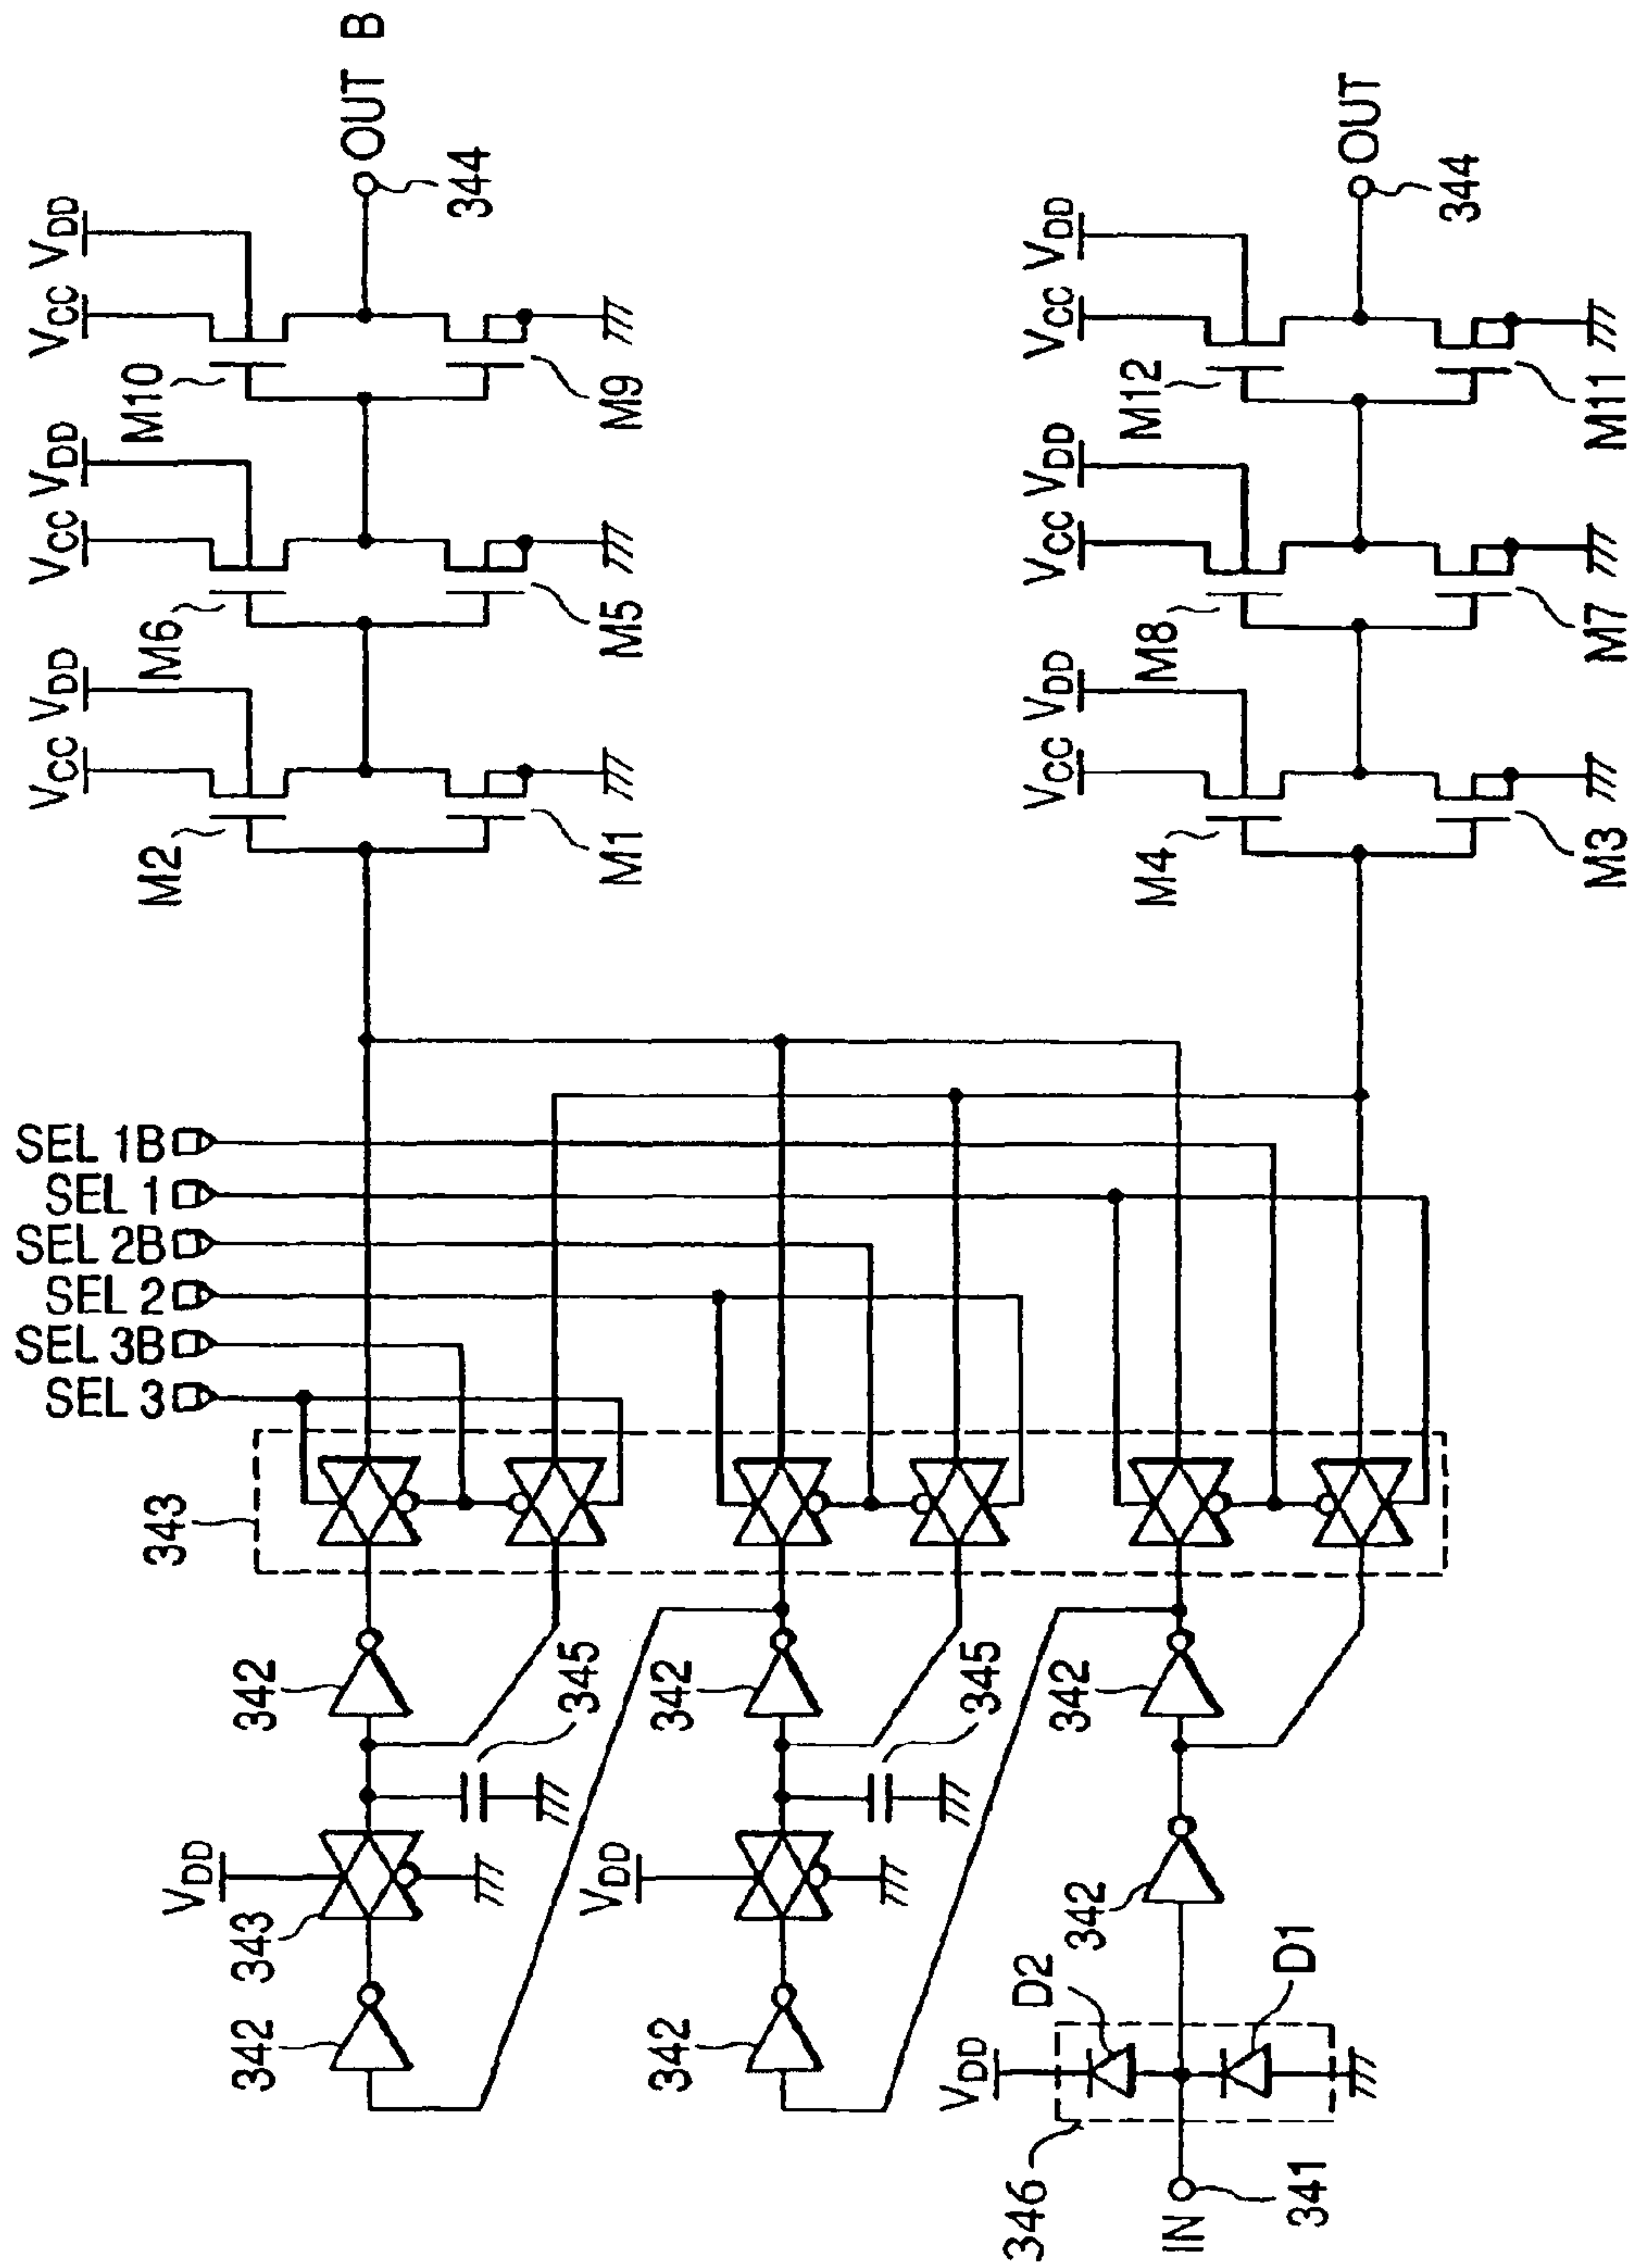 VCC VDD
VCC VDD
VCC VDD
OUT B
344
M10
M9
M6
M5
M2
M1
VCC VDD
VCC VDD
VCC VDD
OUT
344
M12
M11
M8
M7
M4
M3
SEL 1B
SEL 1
SEL 2B
SEL 2
SEL 3B
SEL 3
343
342
345
342
345
342
VDD
343
342
VDD
342
342
VDD
D2
D1
346
IN
341